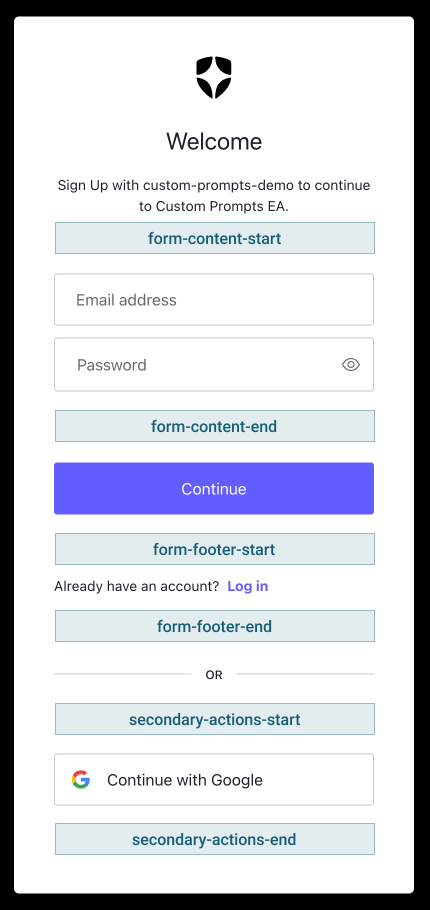 Welcome
Sign Up with custom-prompts-demo to continue
to Custom Prompts EA.
form-content-start
Email address
Password
form-content-end
Continue
form-footer-start
Already have an account? Log in
form-footer-end
OR
secondary-actions-start
Continue with Google
secondary-actions-end